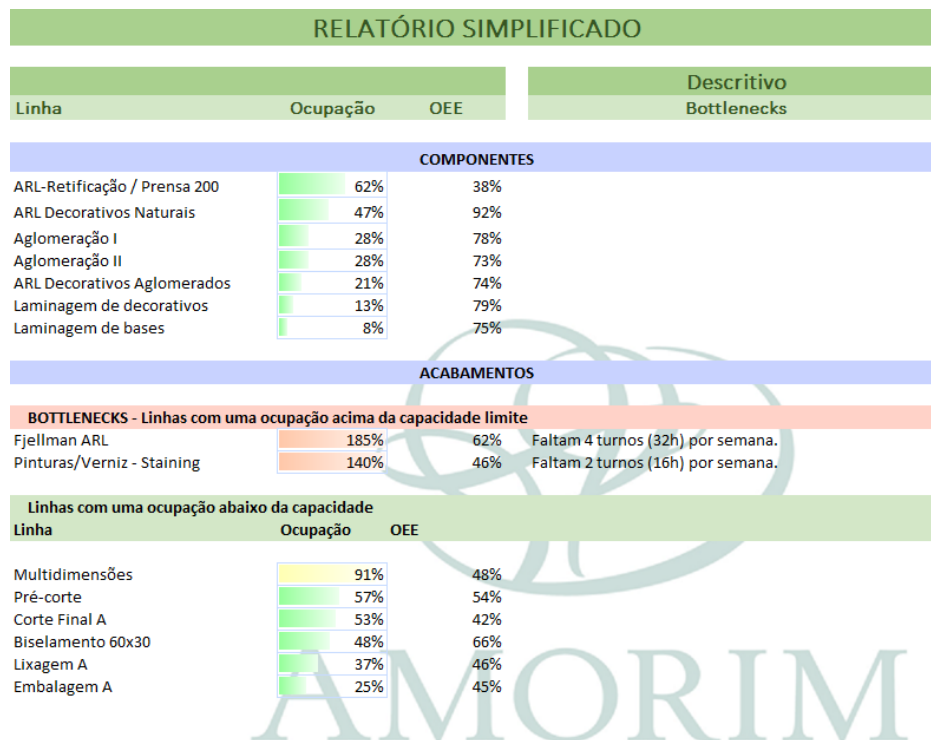 RELATÓRIO SIMPLIFICADO
Descritivo
Linha Ocupação OEE Bottlenecks
COMPONENTES
ARL-Retificação / Prensa 200 62% 38%
ARL Decorativos Naturais 47% 92%
Aglomeração I 28% 78%
Aglomeração II 28% 73%
ARL Decorativos Aglomerados 21% 74%
Laminagem de decorativos 13% 79%
Laminagem de bases 8% 75%
ACABAMENTOS
BOTTLENECKS - Linhas com uma ocupação acima da capacidade limite
Fjellman ARL 185% 62% Faltam 4 turnos (32h) por semana.
Pinturas/Verniz - Staining 140% 46% Faltam 2 turnos (16h) por semana.
Linhas com uma ocupação abaixo da capacidade
Linha Ocupação OEE
Multidimensões 91% 48%
Pré-corte 57% 54%
Corte Final A 53% 42%
Biselamento 60x30 48% 66%
Lixagem A 37% 46%
Embalagem A 25% 45%
AMORIM